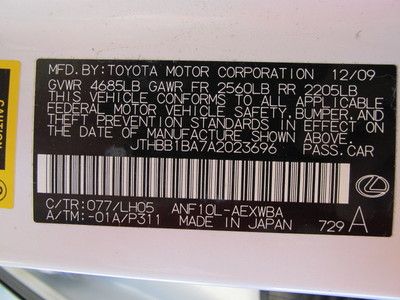 MFD.BY:TOYOTA MOTOR CORPORATION 12/09
GVWR 4685LB GAWR FR 2560LB RR 2205LB
THIS VEHICLE CONFORMS TO ALL APPLICABLE
FEDERAL MOTOR VEHICLE SAFETY,BUMPER,AND
THEFT PREVENTION STANDARDS IN EFFECT ON
THE DATE OF MANUFACTURE SHOWN ABOVE.
JTHBB1BA7A2023696 PASS.CAR
C/TR:077/LH05 ANF10L-AEXWBA
A/TM:-01A/P311 MADE IN JAPAN 729 A
CAUTION